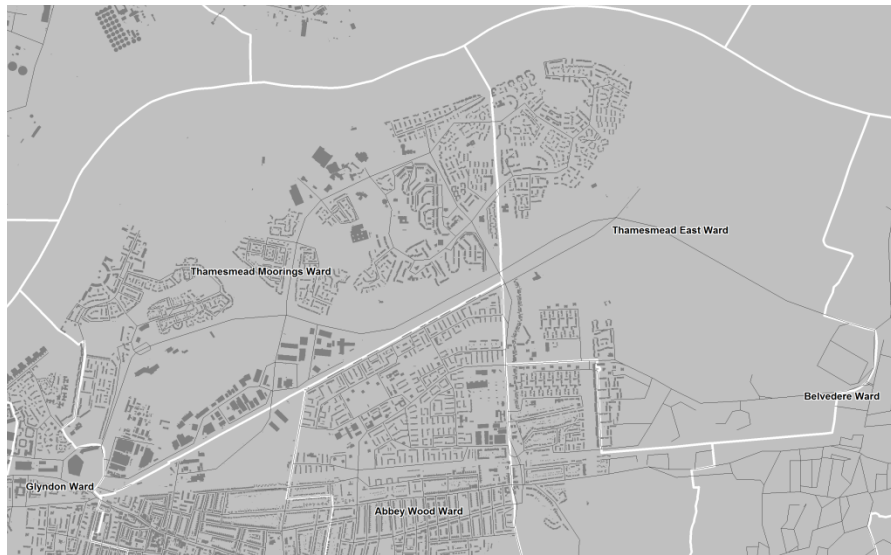 Thamesmead East Ward
Thamesmead Moorings Ward
Belvedere Ward
Glyndon Ward
Abbey Wood Ward